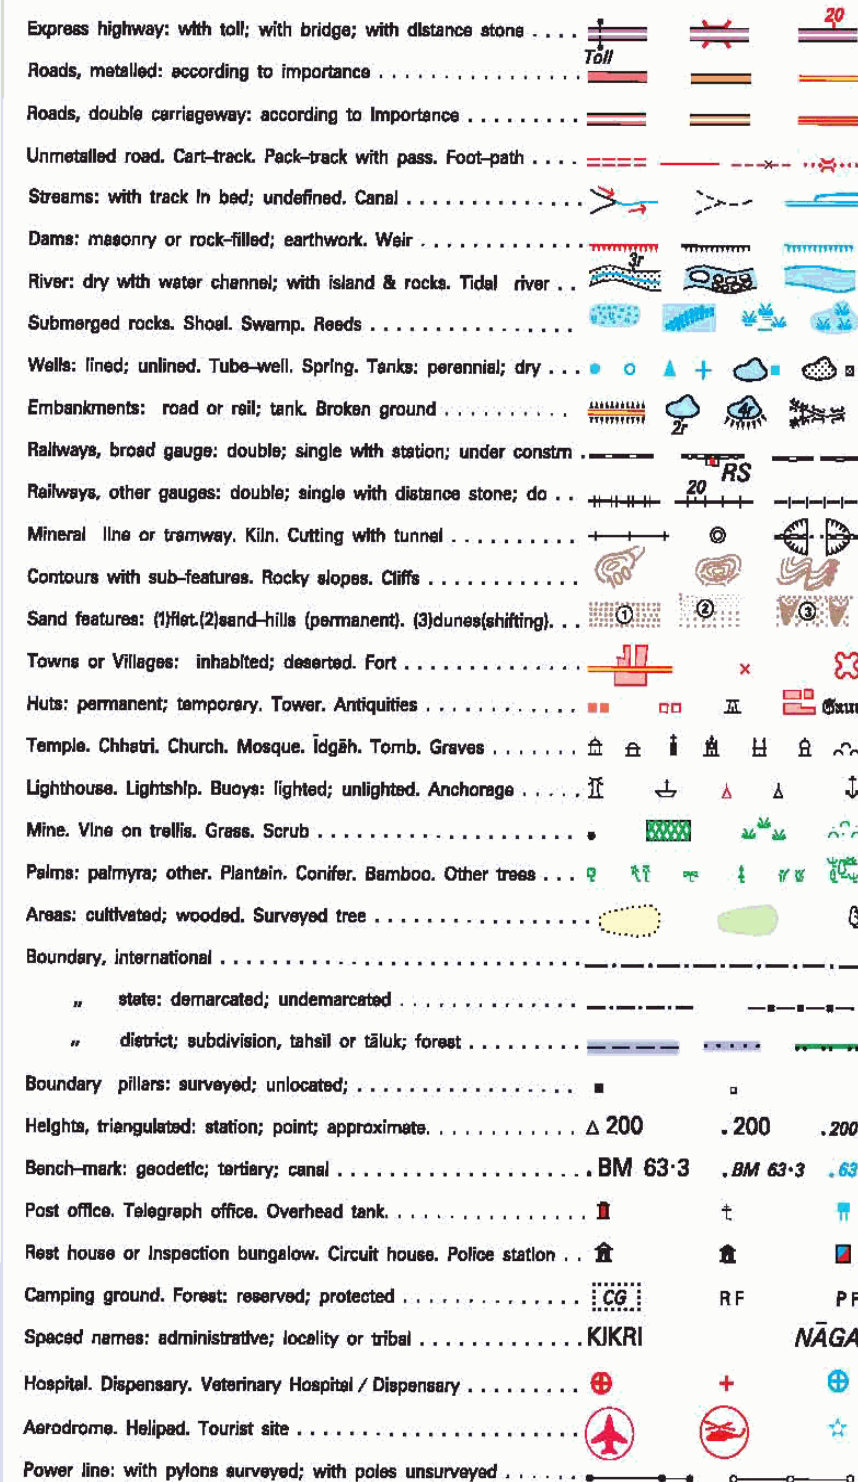 Express highway: with toll; with bridge; with distance stone .... 20
Toll
Roads, metalled: according to importance ...............
Roads, double carriageway: according to Importance .........
Unmetalled road. Cart-track. Pack-track with pass. Foot-path ....
Streams: with track in bed; undefined. Canal .............
Dams: masonry or rock-filled; earthwork. Weir .............
3r
River: dry with water channel; with island & rocks. Tidal river ..
Submerged rocks. Shoal. Swamp. Reeds ................
Wells: lined; unlined. Tube-well. Spring. Tanks: perennial; dry ...
Embankments: road or rail; tank. Broken ground .......... 4r
2r
Railways, broad gauge: double; single with station; under constrn .
RS
Railways, other gauges: double; single with distance stone; do .. 20
Mineral line or tramway. Kiln. Cutting with tunnel ..........
Contours with sub-features. Rocky slopes. Cliffs ............ 100
Sand features: (1)flat.(2)sand-hills (permanent). (3)dunes(shifting)... 1 2 3
Towns or Villages: inhabited; deserted. Fort ..............
Huts: permanent; temporary. Tower. Antiquities ............
Temple. Chhatri. Church. Mosque. Īdgāh. Tomb. Graves .......
Lighthouse. Lightship. Buoys: lighted; unlighted. Anchorage .....
Mine. Vine on trellis. Grass. Scrub ....................
Palms: palmyra; other. Plantain. Conifer. Bamboo. Other trees ...
Areas: cultivated; wooded. Surveyed tree ................
Boundary, international ............................
„ state: demarcated; undemarcated .............
„ district; subdivision, tahsil or tāluk; forest .........
Boundary pillars: surveyed; unlocated; .................
Heights, triangulated: station; point; approximate............ △ 200 .200 .200
Bench-mark: geodetic; tertiary; canal ................... .BM 63·3 .BM 63·3 .63
Post office. Telegraph office. Overhead tank................
Rest house or Inspection bungalow. Circuit house. Police station ..
Camping ground. Forest: reserved; protected ............. CG RF PF
Spaced names: administrative; locality or tribal ............ KIKRI NĀGA
Hospital. Dispensary. Veterinary Hospital / Dispensary .........
Aerodrome. Helipad. Tourist site .....................
Power line: with pylons surveyed; with poles unsurveyed .....